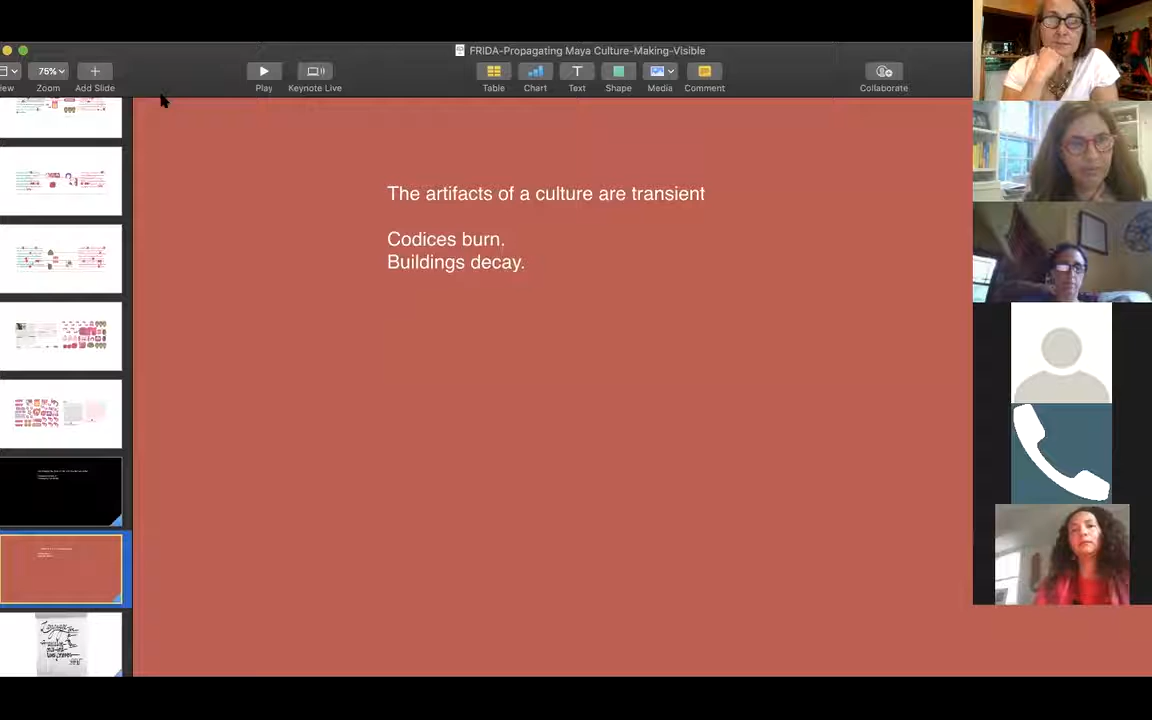 FRIDA-Propagating Maya Culture-Making-Visible
75%
ew
Zoom
Add Slide
Play
Keynote Live
Table
Chart
Text
Shape
Media
Comment
Collaborate
The artifacts of a culture are transient
Codices burn.
Buildings decay.